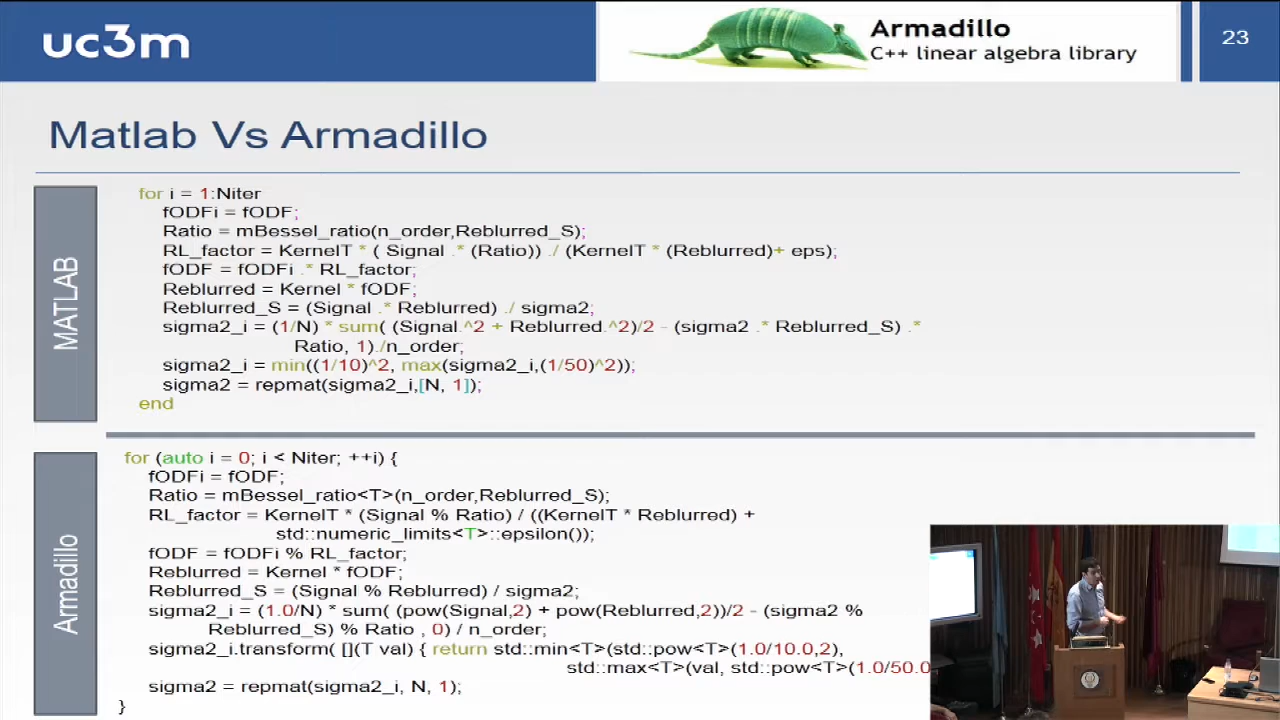 uc3m
Armadillo
C++ linear algebra library
23
Matlab Vs Armadillo
MATLAB
for i = 1:Niter
fODFi = fODF;
Ratio = mBessel_ratio(n_order,Reblurred_S);
RL_factor = KernelT * ( Signal .* (Ratio)) ./ (KernelT * (Reblurred)+ eps);
fODF = fODFi .* RL_factor;
Reblurred = Kernel * fODF;
Reblurred_S = (Signal .* Reblurred) ./ sigma2;
sigma2_i = (1/N) * sum( (Signal.^2 + Reblurred.^2)/2 - (sigma2 .* Reblurred_S) .*
Ratio, 1)./n_order;
sigma2_i = min((1/10)^2, max(sigma2_i,(1/50)^2));
sigma2 = repmat(sigma2_i,[N, 1]);
end
Armadillo
for (auto i = 0; i < Niter; ++i) {
fODFi = fODF;
Ratio = mBessel_ratio<T>(n_order,Reblurred_S);
RL_factor = KernelT * (Signal % Ratio) / ((KernelT * Reblurred) +
std::numeric_limits<T>::epsilon());
fODF = fODFi % RL_factor;
Reblurred = Kernel * fODF;
Reblurred_S = (Signal % Reblurred) / sigma2;
sigma2_i = (1.0/N) * sum( (pow(Signal,2) + pow(Reblurred,2))/2 - (sigma2 %
Reblurred_S) % Ratio , 0) / n_order;
sigma2_i.transform( [](T val) { return std::min<T>(std::pow<T>(1.0/10.0,2),
std::max<T>(val, std::pow<T>(1.0/50.0
sigma2 = repmat(sigma2_i, N, 1);
}